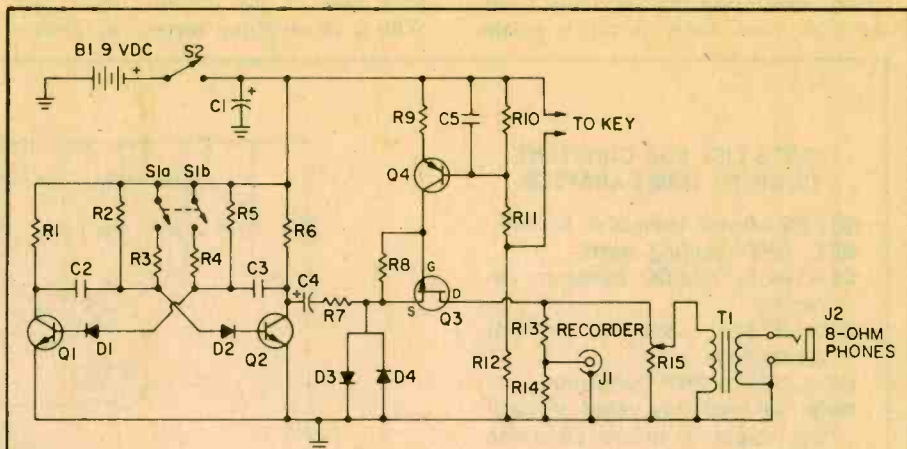 B1 9 VDC
+
S2
C1
+
R9
C5
R10
TO KEY
Q4
S1a
S1b
R1
R2
R5
R6
R3
R4
R11
C2
C3
C4
+
R7
R8
G
S
D
Q3
Q1
D1
D2
Q2
D3
D4
R12
R13
R14
RECORDER
J1
R15
T1
J2
8-OHM
PHONES